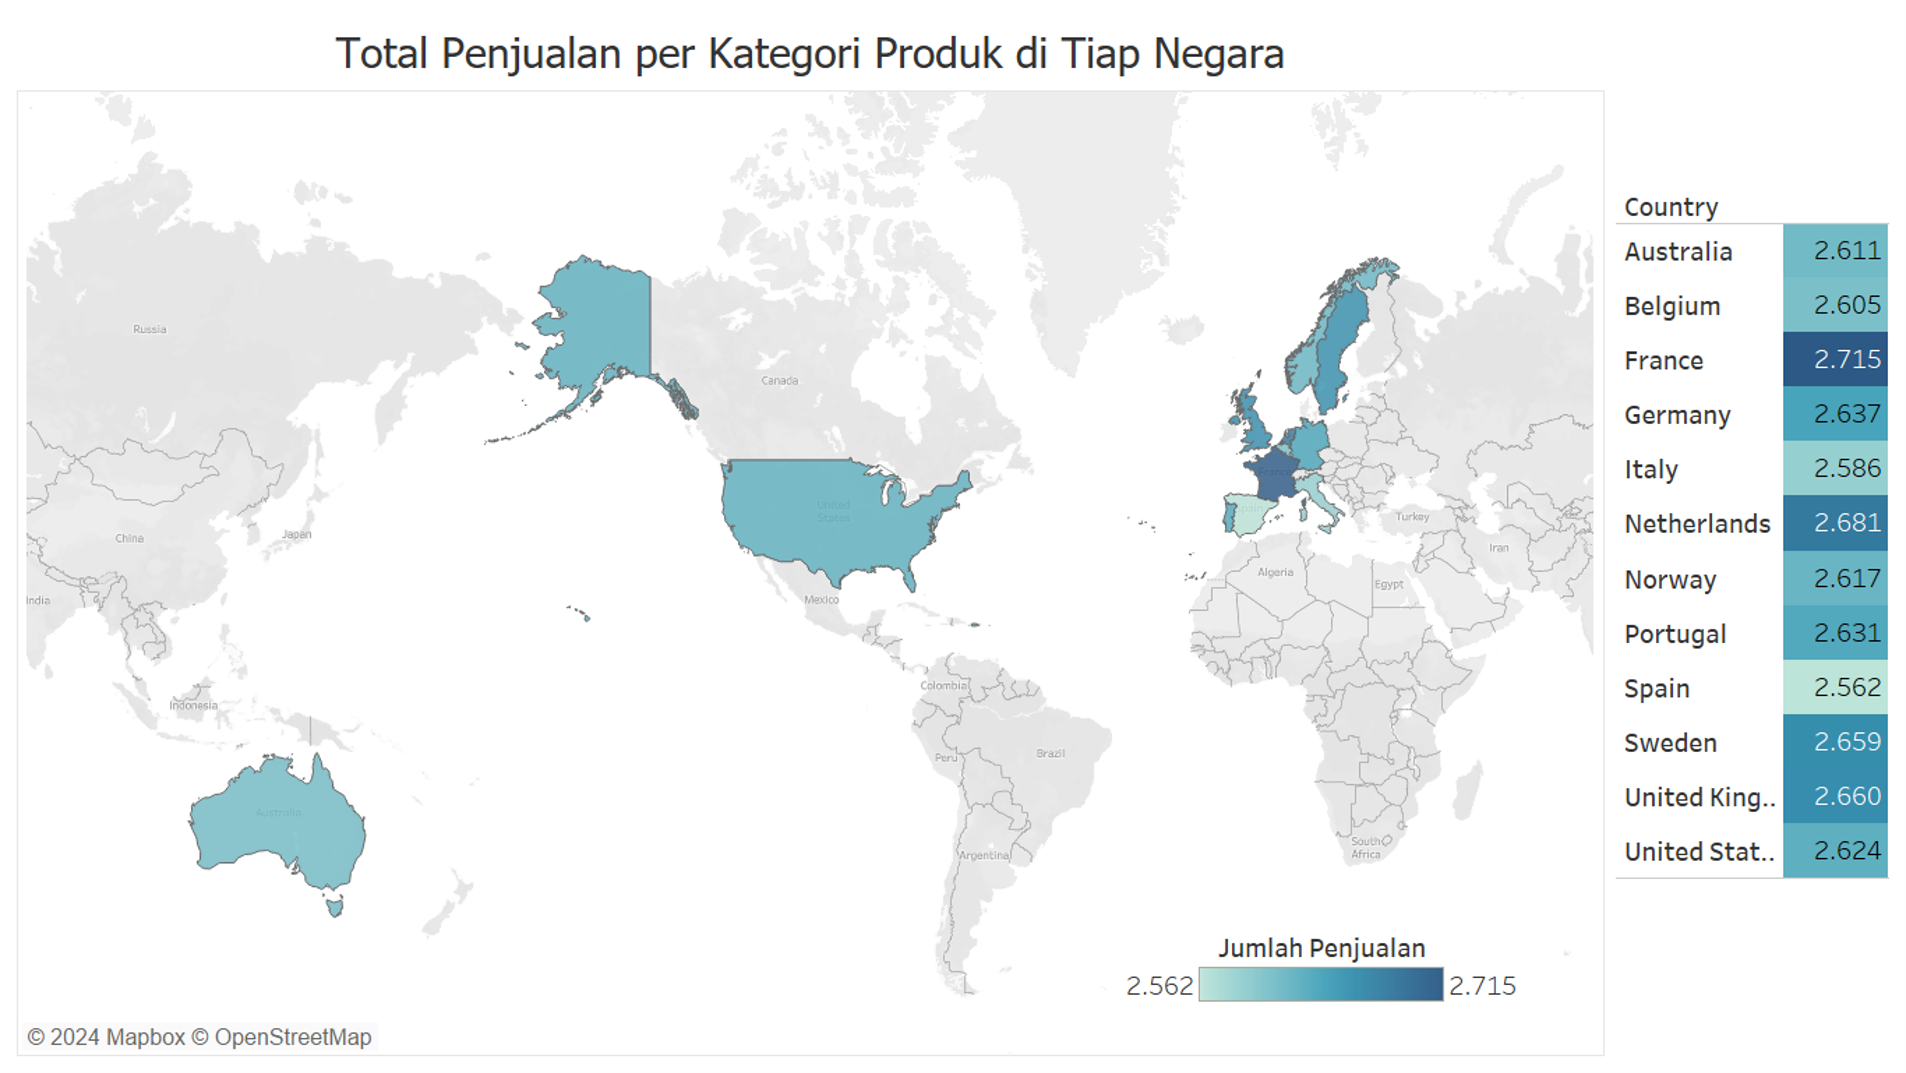 Total Penjualan per Kategori Produk di Tiap Negara
Russia
Canada
United
States
France
Spain
Turkey
Iran
China
Japan
India
Mexico
Algeria
Egypt
Indonesia
Colombia
Peru
Brazil
Australia
Argentina
South
Africa
Country
Australia 2.611
Belgium 2.605
France 2.715
Germany 2.637
Italy 2.586
Netherlands 2.681
Norway 2.617
Portugal 2.631
Spain 2.562
Sweden 2.659
United King.. 2.660
United Stat.. 2.624
Jumlah Penjualan
2.562 2.715
© 2024 Mapbox © OpenStreetMap